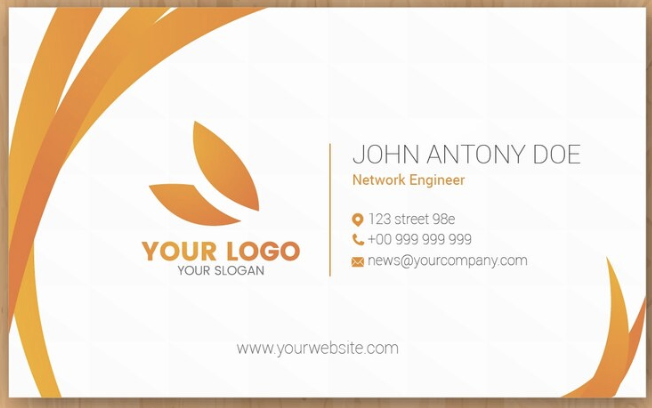 YOUR LOGO
YOUR SLOGAN
JOHN ANTONY DOE
Network Engineer
123 street 98e
+00 999 999 999
news@yourcompany.com
www.yourwebsite.com